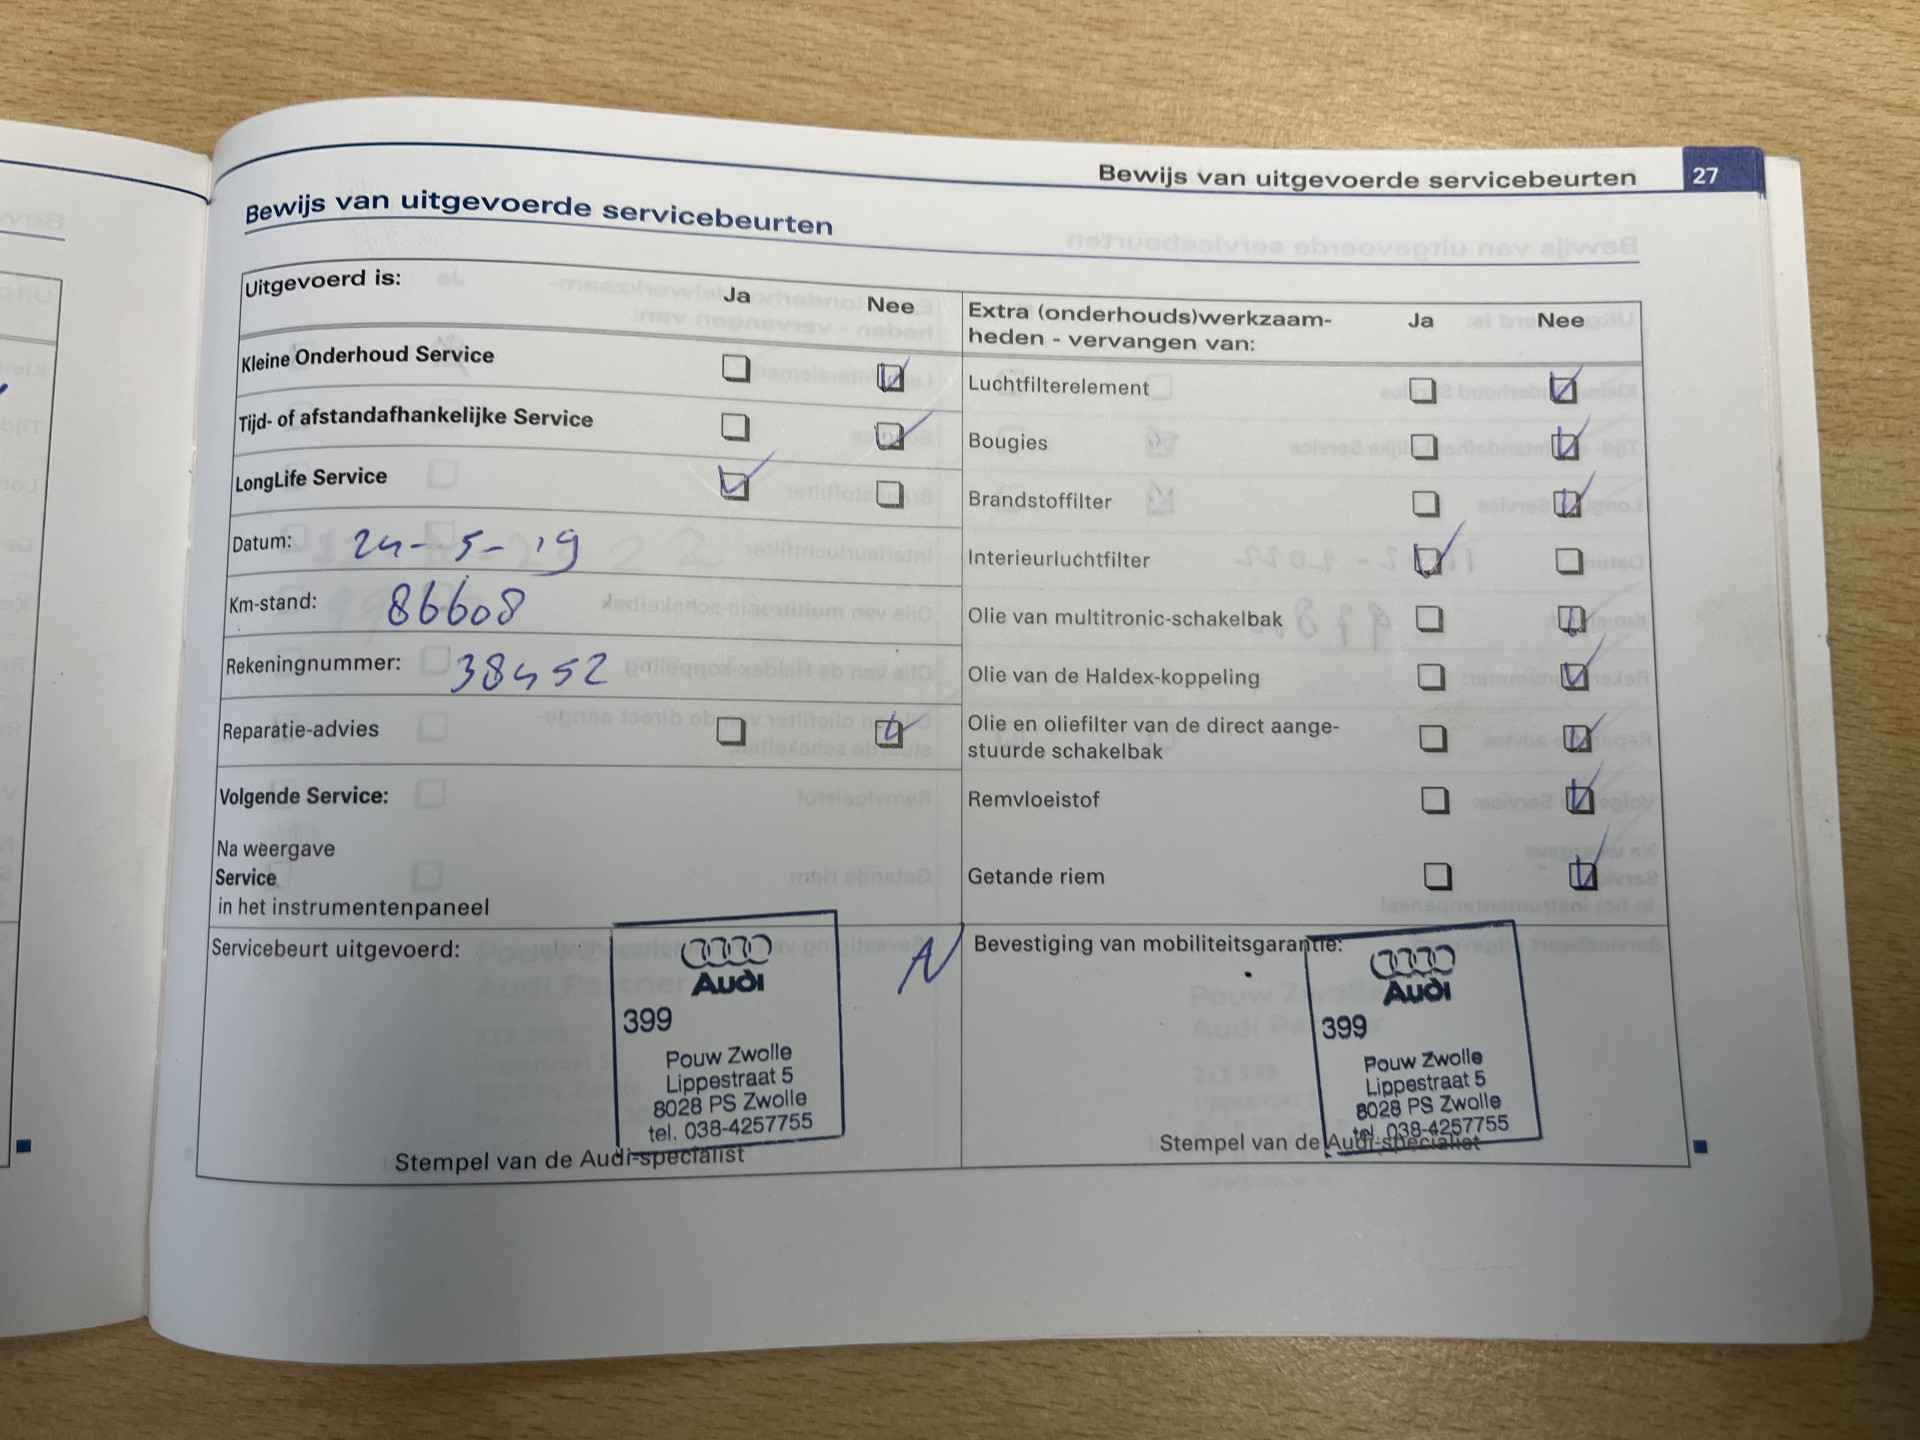 Bewijs van uitgevoerde servicebeurten 27
Bewijs van uitgevoerde servicebeurten
Uitgevoerd is: Ja Nee
Kleine Onderhoud Service
Tijd- of afstandafhankelijke Service
LongLife Service
Datum: 24-5-19
Km-stand: 86608
Rekeningnummer: 38452
Reparatie-advies
Volgende Service:
Na weergave
Service
in het instrumentenpaneel
Servicebeurt uitgevoerd:
Audi
399
Pouw Zwolle
Lippestraat 5
8028 PS Zwolle
tel. 038-4257755
Stempel van de Audi-specialist
Extra (onderhouds)werkzaam-
heden - vervangen van: Ja Nee
Luchtfilterelement
Bougies
Brandstoffilter
Interieurluchtfilter
Olie van multitronic-schakelbak
Olie van de Haldex-koppeling
Olie en oliefilter van de direct aange-
stuurde schakelbak
Remvloeistof
Getande riem
Bevestiging van mobiliteitsgarantie:
Audi
399
Pouw Zwolle
Lippestraat 5
8028 PS Zwolle
tel. 038-4257755
Stempel van de Audi-specialist